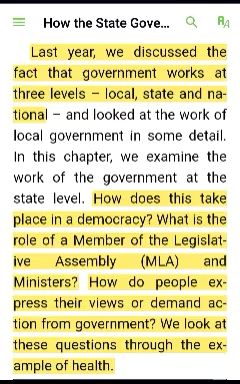 How the State Gove...
Last year, we discussed the
fact that government works at
three levels – local, state and na-
tional – and looked at the work of
local government in some detail.
In this chapter, we examine the
work of the government at the
state level. How does this take
place in a democracy? What is the
role of a Member of the Legislat-
ive Assembly (MLA) and
Ministers? How do people ex-
press their views or demand ac-
tion from government? We look at
these questions through the ex-
ample of health.